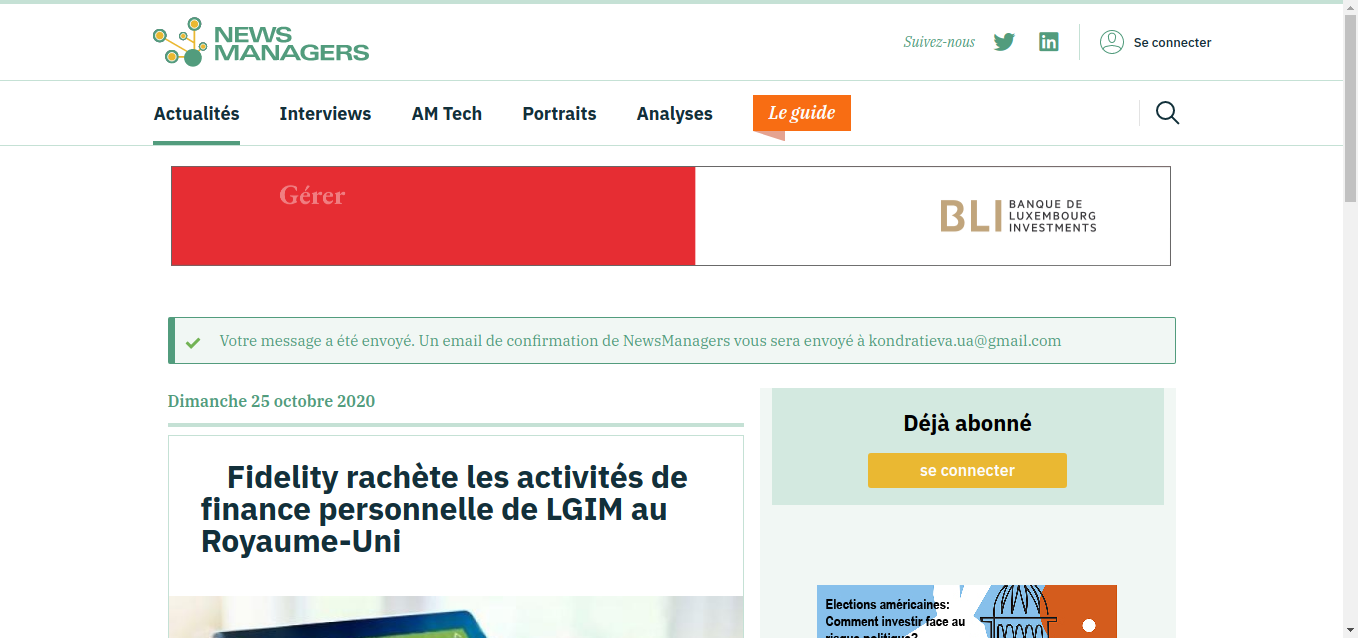 NEWS
MANAGERS
Suivez-nous
Se connecter
Actualités
Interviews
AM Tech
Portraits
Analyses
Le guide
Gérer
BLI
BANQUE DE
LUXEMBOURG
INVESTMENTS
Votre message a été envoyé. Un email de confirmation de NewsManagers vous sera envoyé à kondratieva.ua@gmail.com
Dimanche 25 octobre 2020
Fidelity rachète les activités de
finance personnelle de LGIM au
Royaume-Uni
Déjà abonné
se connecter
Elections américaines:
Comment investir face au
risque politique?